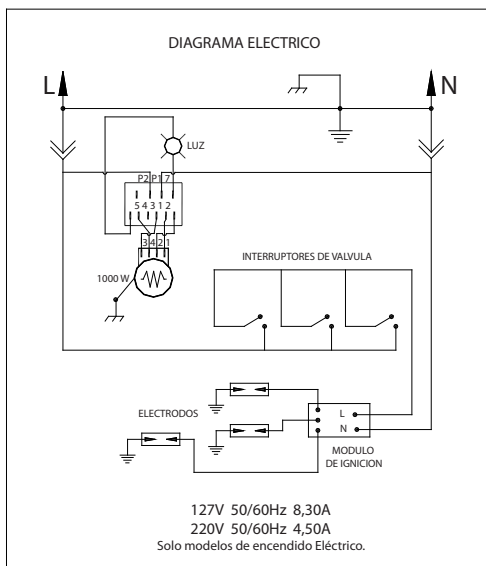 DIAGRAMA ELECTRICO
L
N
LUZ
P2 P1 7
5 4 3 1 2
3 4 2 1
1000 W
INTERRUPTORES DE VALVULA
ELECTRODOS
L
N
MODULO
DE IGNICION
127V 50/60Hz 8,30A
220V 50/60Hz 4,50A
Solo modelos de encendido Eléctrico.